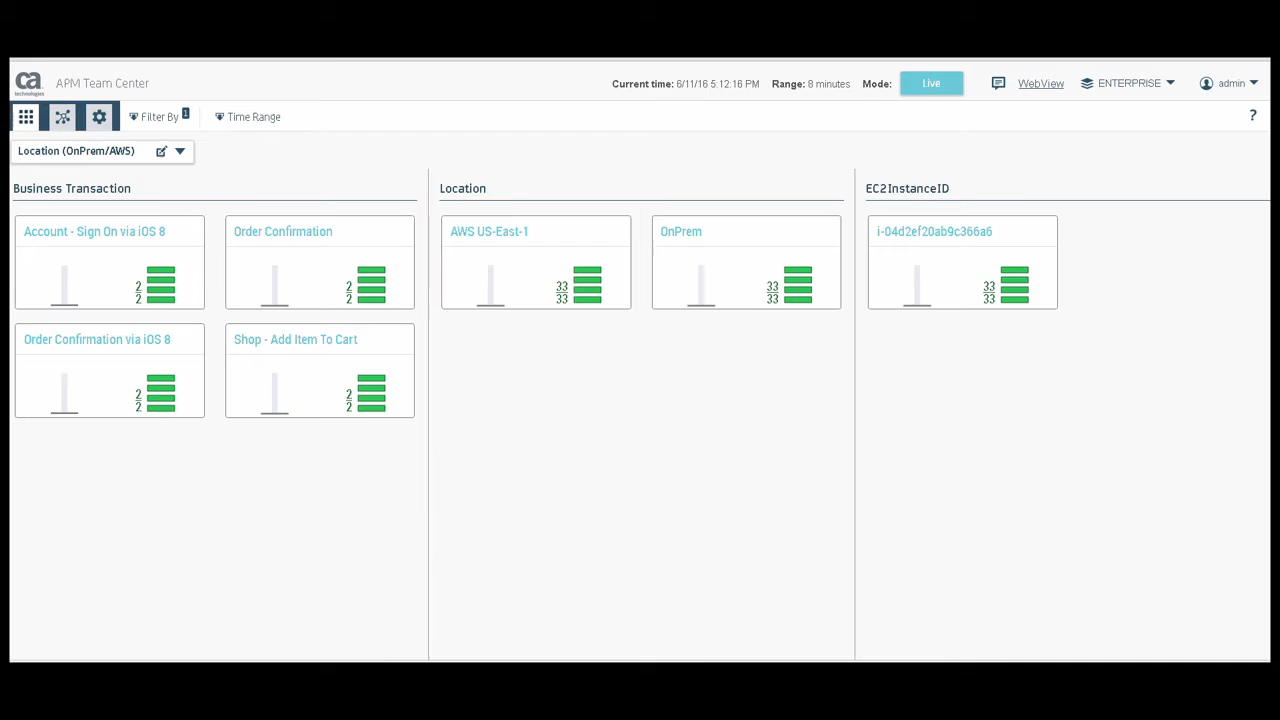 ca
technologies
APM Team Center
Current time: 6/11/16 5:12:16 PM Range: 8 minutes Mode: Live WebView ENTERPRISE admin
Filter By 1 Time Range ?
Location (OnPrem/AWS)
Business Transaction
Account - Sign On via iOS 8
2
2
Order Confirmation
2
2
Order Confirmation via iOS 8
2
2
Shop - Add Item To Cart
2
2
Location
AWS US-East-1
33
33
OnPrem
33
33
EC2InstanceID
i-04d2ef20ab9c366a6
33
33